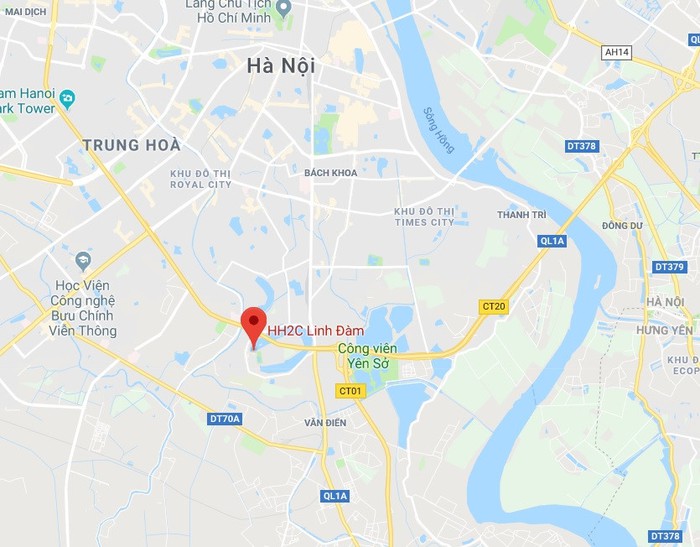 MAI DỊCH
Lăng Chủ Tịch
Hồ Chí Minh
AH14
QL
Hà Nội
am Hanoi
ark Tower
Sông Hồng
TRUNG HOÀ
DT378
KHU ĐÔ THỊ
ROYAL CITY
BÁCH KHOA
KHU ĐÔ THỊ
TIMES CITY
THANH TRÌ
ĐÔNG DƯ
QL1A
DT379
Học Viện
Công nghệ
Bưu Chính
Viễn Thông
CT20
HÀ NỘI
HƯNG YÊN
HH2C Linh Đàm
Công viên
Yên Sở
KHU Đ
ECOP
CT01
DT70A
VĂN ĐIỂN
QL1A
DT378